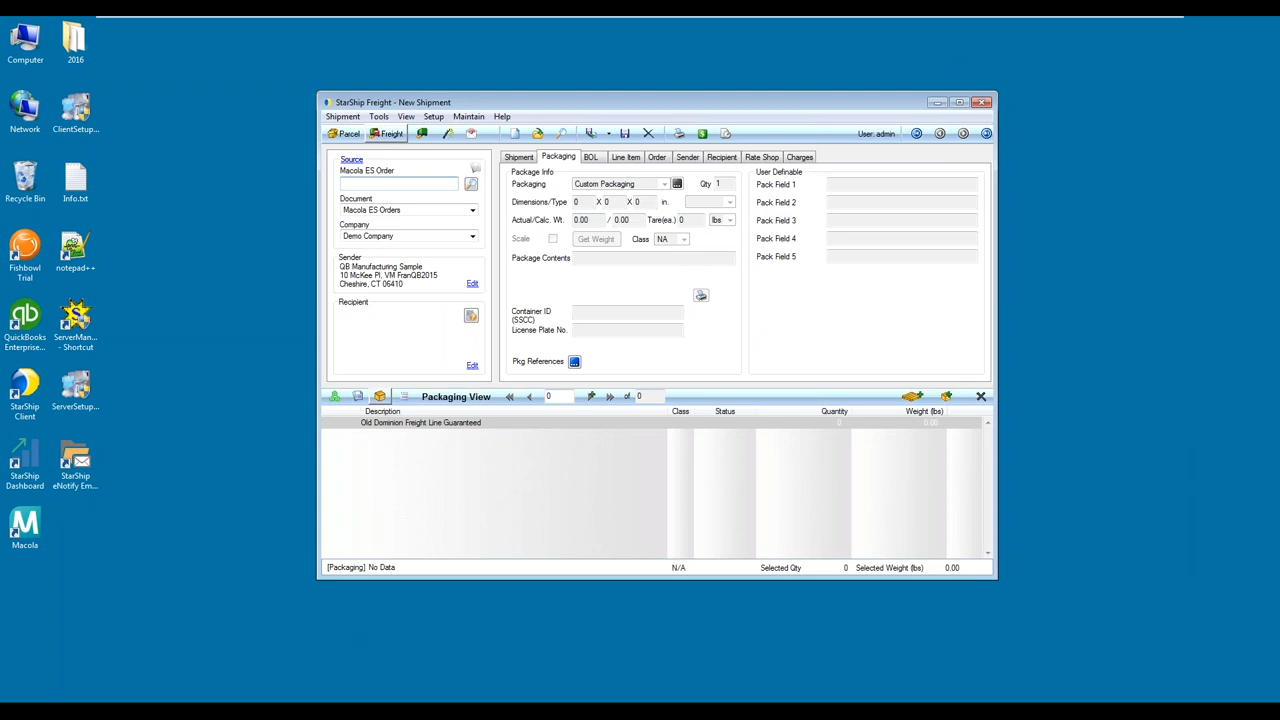 Computer
2016
Network
ClientSetup...
Recycle Bin
Info.txt
Fishbowl
Trial
notepad++
QuickBooks
Enterprise...
ServerMan...
- Shortcut
StarShip
Client
ServerSetup...
StarShip
Dashboard
StarShip
eNotify Em...
Macola
StarShip Freight - New Shipment
Shipment Tools View Setup Maintain Help
Parcel Freight User: admin
Source
Macola ES Order
Document
Macola ES Orders
Company
Demo Company
Sender
QB Manufacturing Sample
10 McKee Pl, VM FranQB2015
Cheshire, CT 06410
Edit
Recipient
Edit
Shipment Packaging BOL Line Item Order Sender Recipient Rate Shop Charges
Package Info
Packaging Custom Packaging Qty 1
Dimensions/Type 0 X 0 X 0 in.
Actual/Calc. Wt. 0.00 / 0.00 Tare(ea.) 0 lbs
Scale Get Weight Class NA
Package Contents
Container ID
(SSCC)
License Plate No.
Pkg References
User Definable
Pack Field 1
Pack Field 2
Pack Field 3
Pack Field 4
Pack Field 5
Packaging View 0 of 0
Description Class Status Quantity Weight (lbs)
Old Dominion Freight Line Guaranteed 0 0.00
[Packaging] No Data N/A Selected Qty 0 Selected Weight (lbs) 0.00